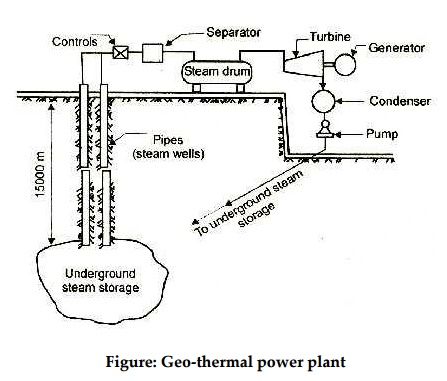 Separator
Controls
Turbine
Generator
Steam drum
Condenser
Pump
Pipes
(steam wells)
15000 m
To underground steam
storage
Underground
steam storage
Figure: Geo-thermal power plant